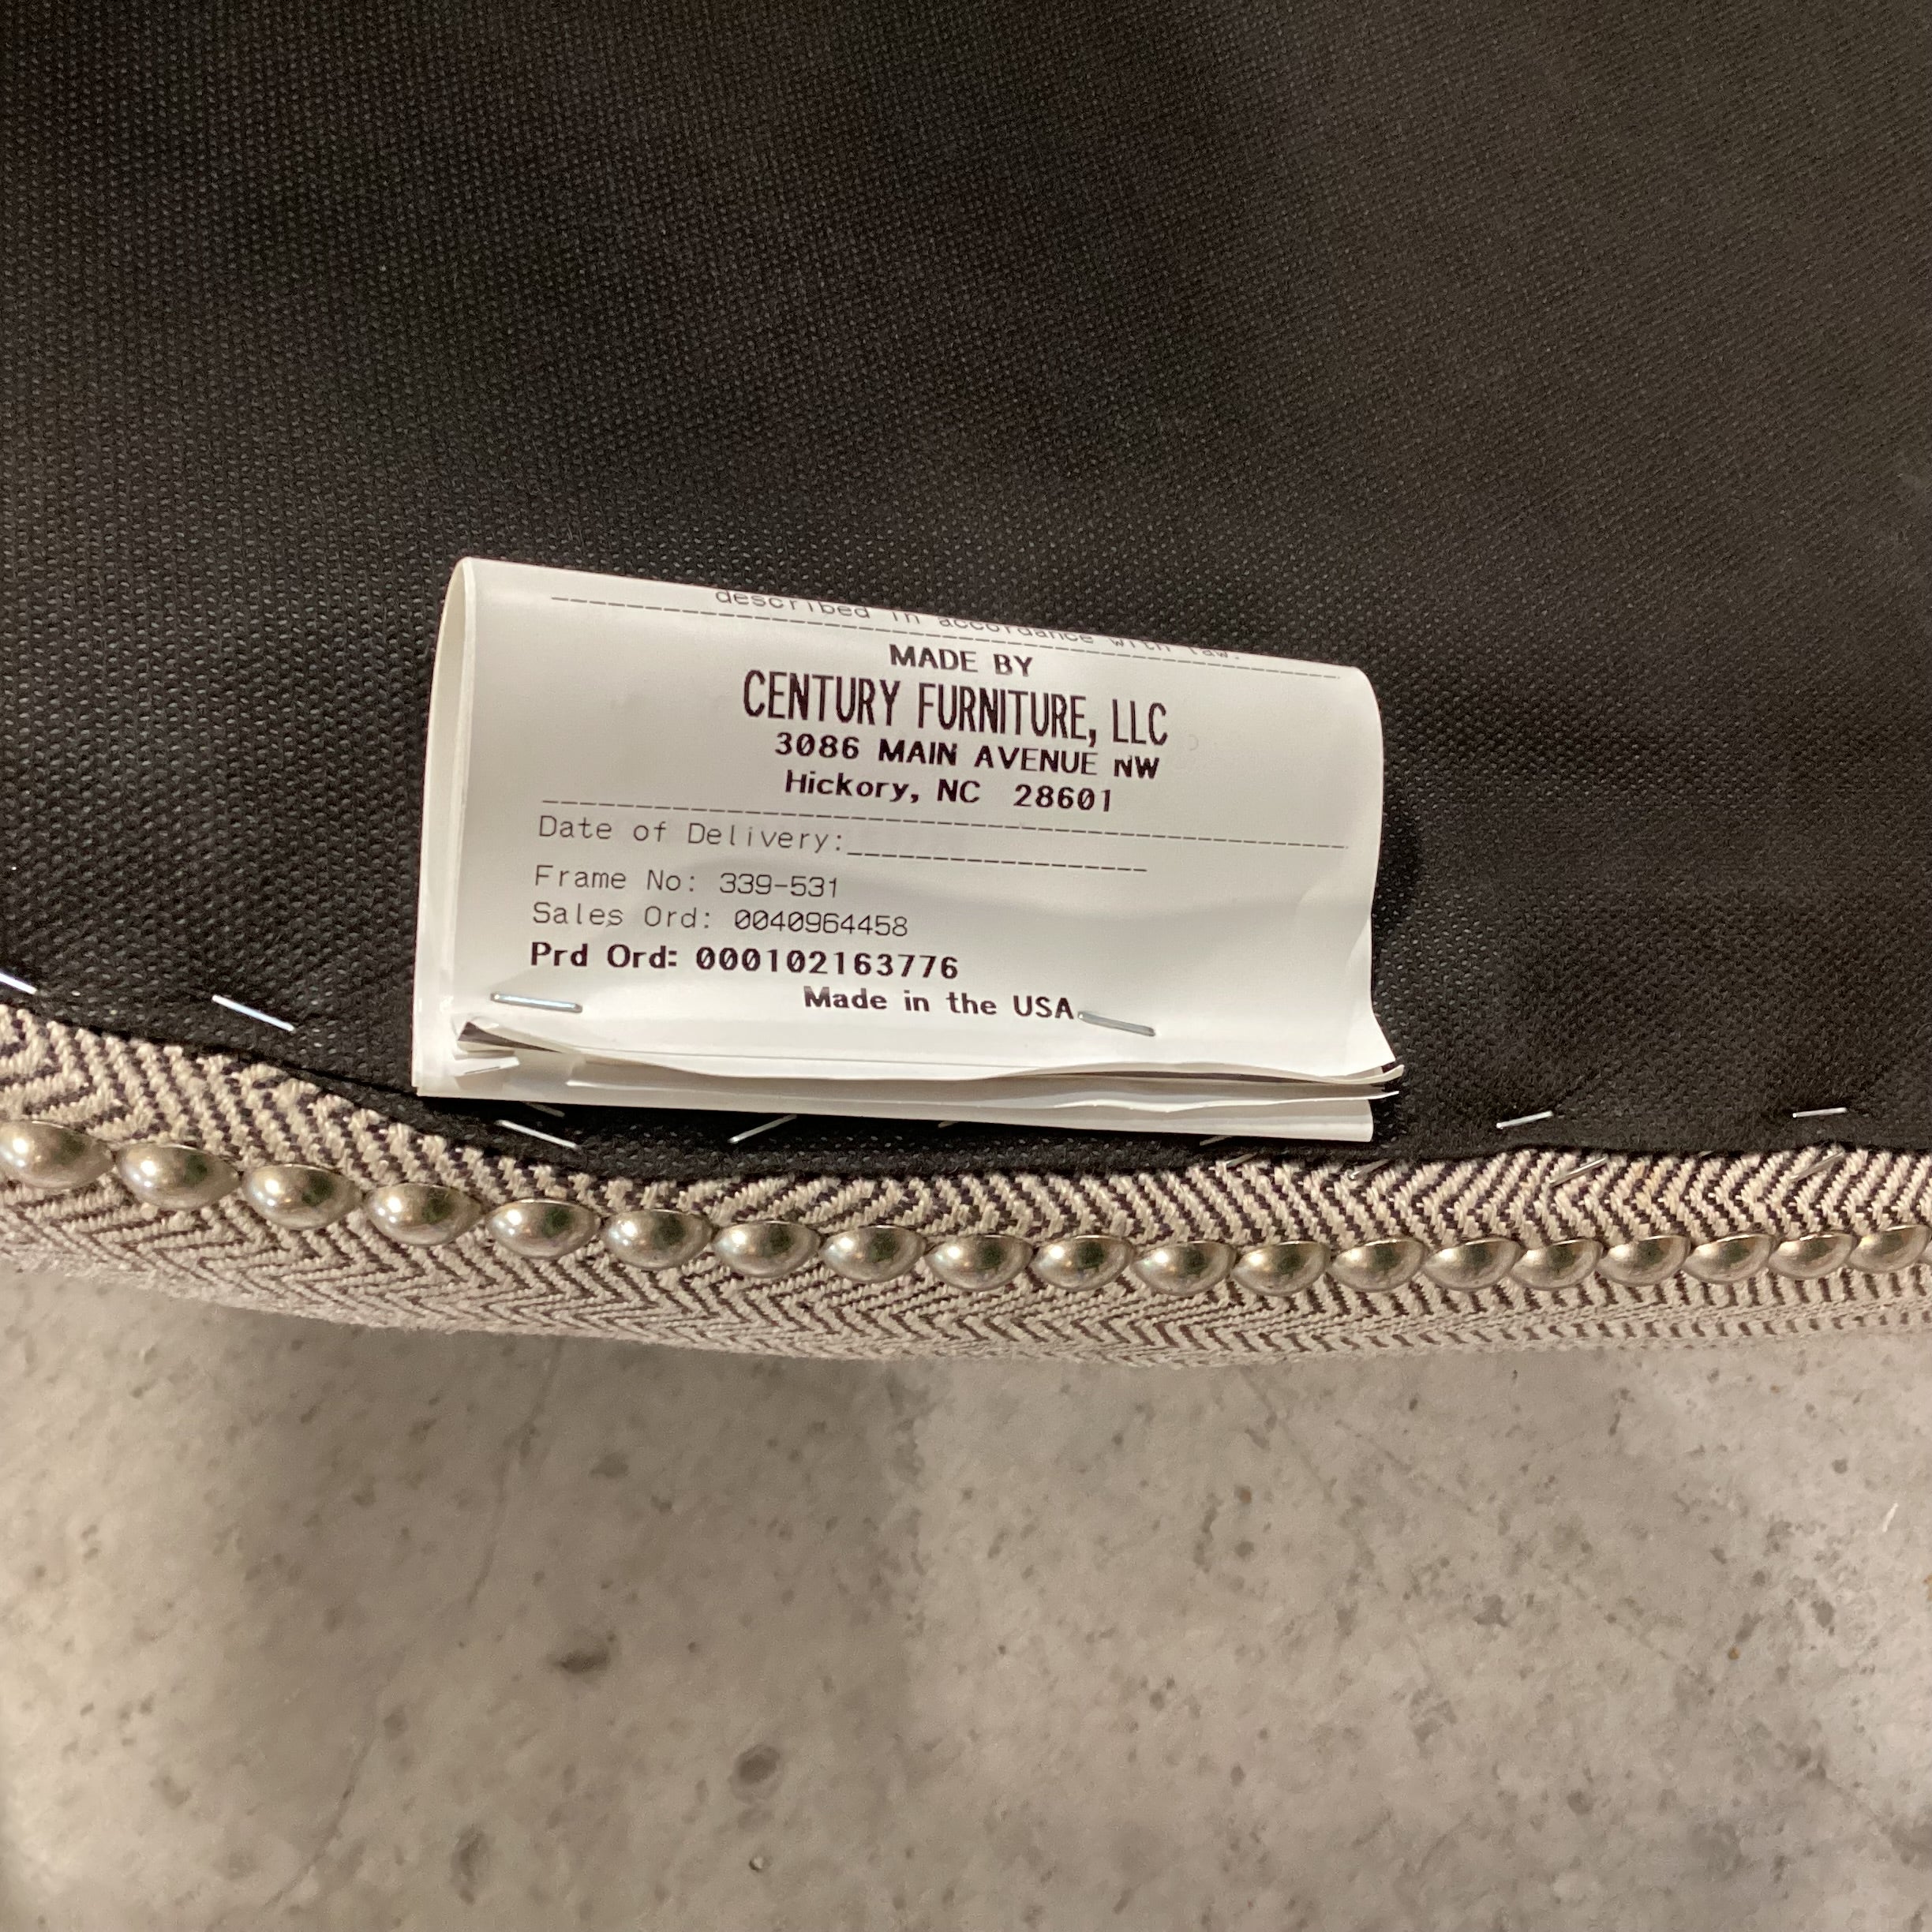 described in accordance with law.
MADE BY
CENTURY FURNITURE, LLC
3086 MAIN AVENUE NW
Hickory, NC 28601
Date of Delivery:________________
Frame No: 339-531
Sales Ord: 0040964458
Prd Ord: 000102163776
Made in the USA